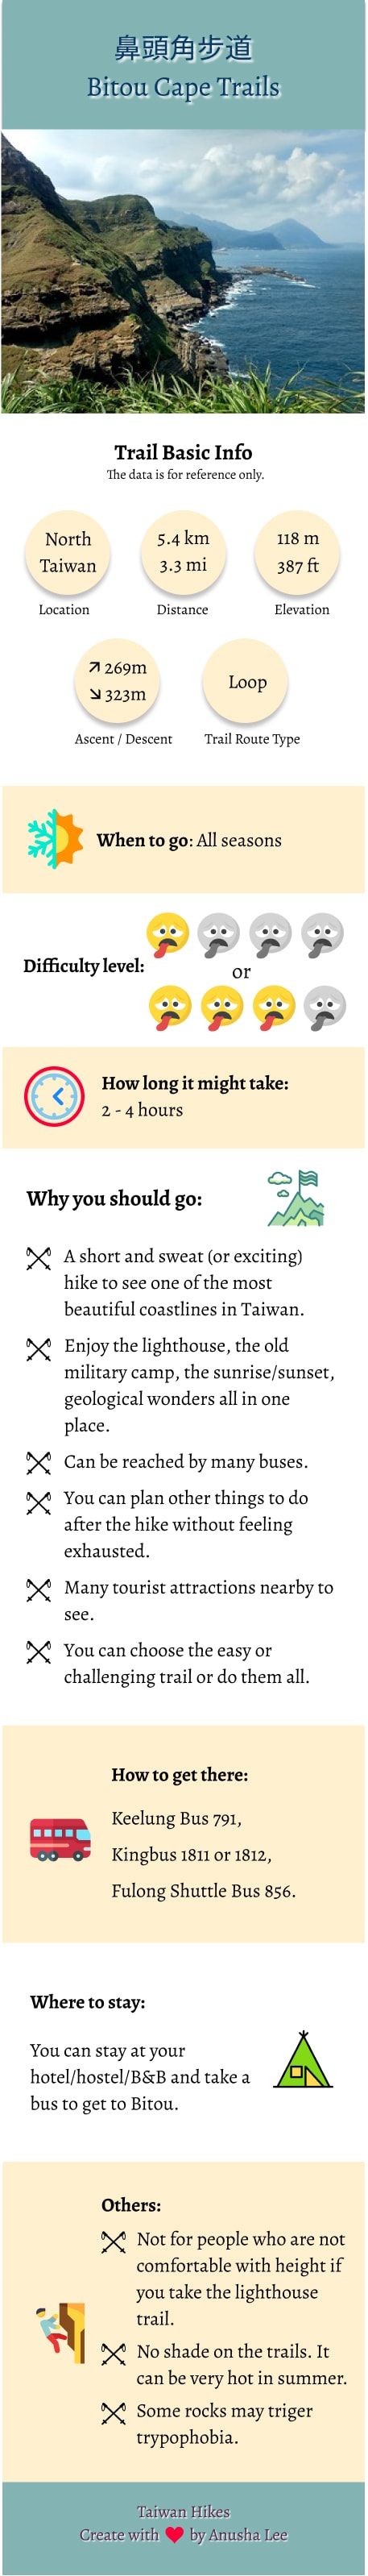 鼻頭角步道
Bitou Cape Trails
Trail Basic Info
The data is for reference only.
North
Taiwan
Location
5.4 km
3.3 mi
Distance
118 m
387 ft
Elevation
↗ 269m
↘ 323m
Ascent / Descent
Loop
Trail Route Type
When to go: All seasons
Difficulty level:
or
How long it might take:
2 - 4 hours
Why you should go:
A short and sweat (or exciting)
hike to see one of the most
beautiful coastlines in Taiwan.
Enjoy the lighthouse, the old
military camp, the sunrise/sunset,
geological wonders all in one
place.
Can be reached by many buses.
You can plan other things to do
after the hike without feeling
exhausted.
Many tourist attractions nearby to
see.
You can choose the easy or
challenging trail or do them all.
How to get there:
Keelung Bus 791,
Kingbus 1811 or 1812,
Fulong Shuttle Bus 856.
Where to stay:
You can stay at your
hotel/hostel/B&B and take a
bus to get to Bitou.
Others:
Not for people who are not
comfortable with height if
you take the lighthouse
trail.
No shade on the trails. It
can be very hot in summer.
Some rocks may triger
trypophobia.
Taiwan Hikes
Create with ❤ by Anusha Lee